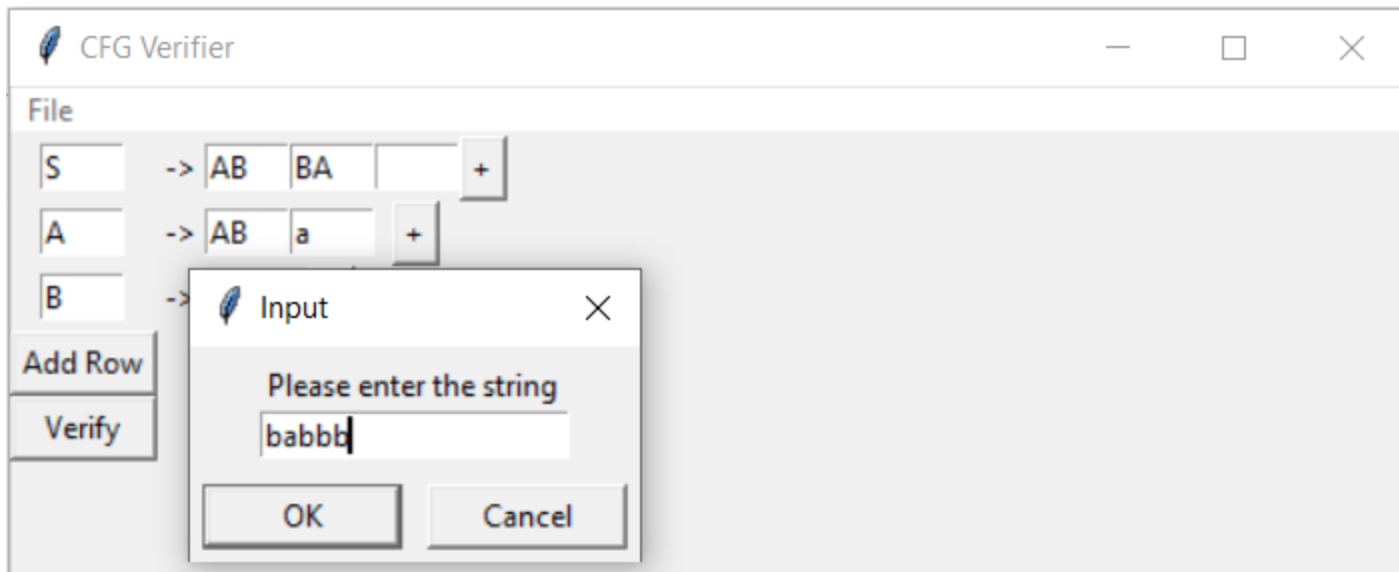 CFG Verifier
File
S -> AB BA +
A -> AB a +
B ->
Input
Add Row
Please enter the string
Verify
babbb
OK Cancel